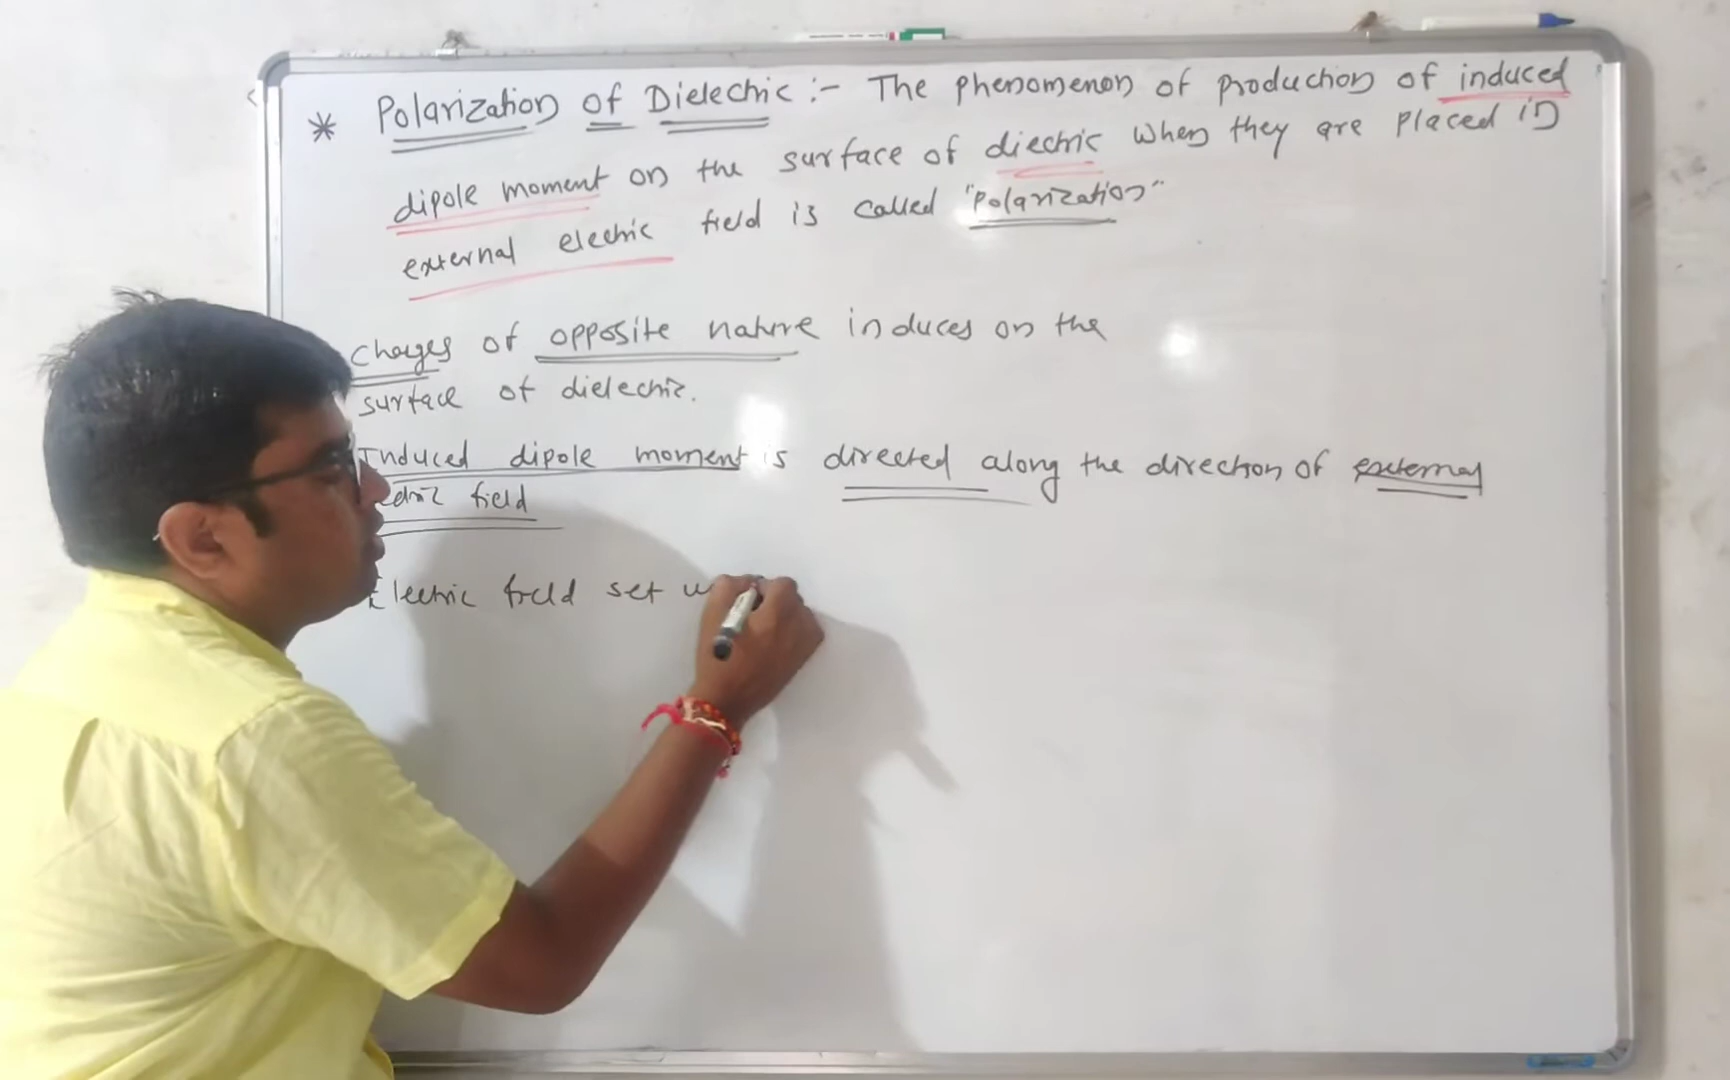 * Polarization of Dielectric :- The phenomenon of production of induced
dipole moment on the surface of diectric when they are placed in
external electric field is called "Polarization"
Charges of opposite nature induces on the
surface of dielectric.
Induced dipole moment is directed along the direction of external
field
Electric field set u